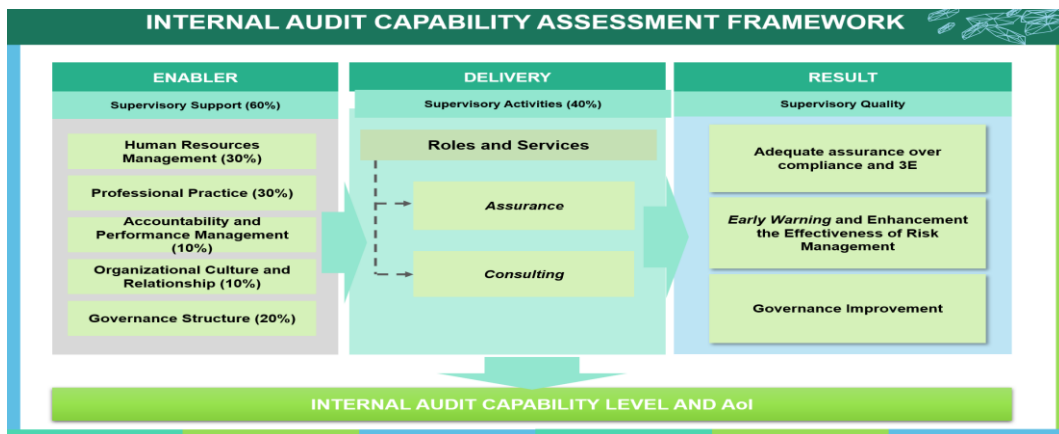 INTERNAL AUDIT CAPABILITY ASSESSMENT FRAMEWORK
ENABLER
Supervisory Support (60%)
Human Resources
Management (30%)
Professional Practice (30%)
Accountability and
Performance Management
(10%)
Organizational Culture and
Relationship (10%)
Governance Structure (20%)
DELIVERY
Supervisory Activities (40%)
Roles and Services
Assurance
Consulting
RESULT
Supervisory Quality
Adequate assurance over
compliance and 3E
Early Warning and Enhancement
the Effectiveness of Risk
Management
Governance Improvement
INTERNAL AUDIT CAPABILITY LEVEL AND AoI